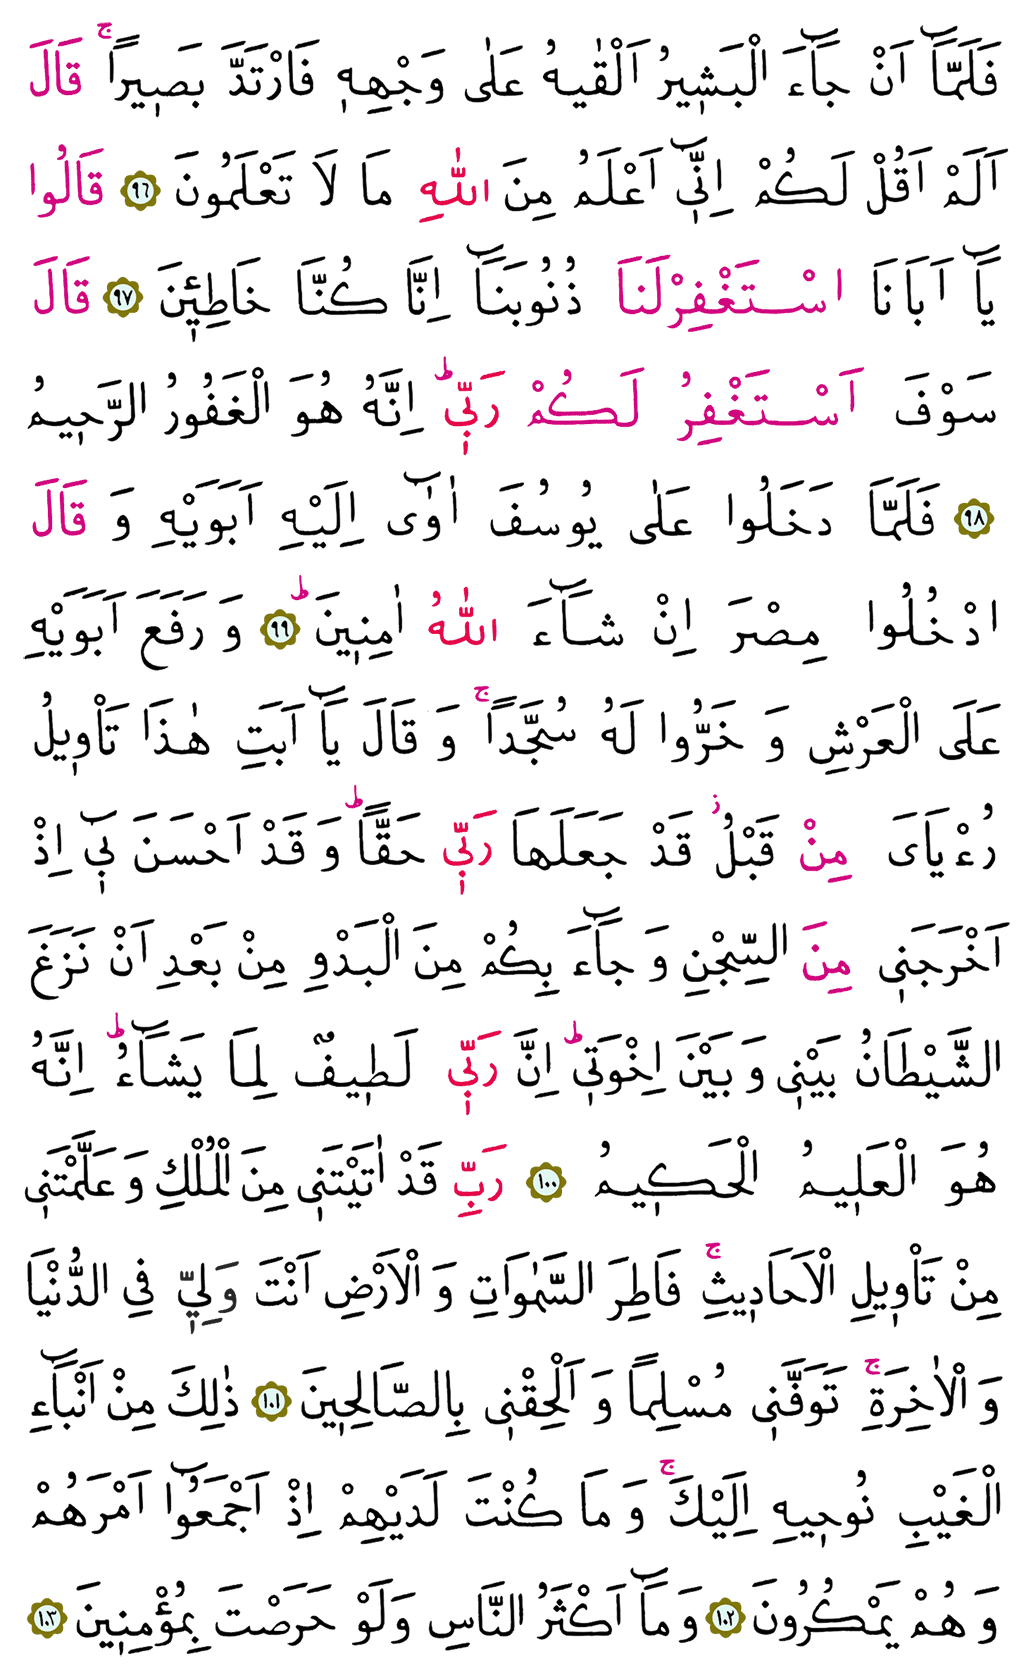 فَلَمَّٓا اَنْ جَٓاءَ الْبَشٖيرُ اَلْقٰيهُ عَلٰى وَجْهِهٖ فَارْتَدَّ بَصٖيرًاۚ قَالَ
اَلَمْ اَقُلْ لَكُمْ اِنّٖٓى اَعْلَمُ مِنَ اللّٰهِ مَا لَا تَعْلَمُونَ ﴿٩٦﴾ قَالُوا
يَٓا اَبَانَا اسْتَغْفِرْلَنَا ذُنُوبَنَٓا اِنَّا كُنَّا خَاطِئٖينَ ﴿٩٧﴾ قَالَ
سَوْفَ اَسْتَغْفِرُ لَكُمْ رَبّٖىۜ اِنَّهُ هُوَ الْغَفُورُ الرَّحٖيمُ
﴿٩٨﴾ فَلَمَّا دَخَلُوا عَلٰى يُوسُفَ اٰوٰٓى اِلَيْهِ اَبَوَيْهِ وَ قَالَ
ادْخُلُوا مِصْرَ اِنْ شَٓاءَ اللّٰهُ اٰمِنٖينَۜ ﴿٩٩﴾ وَ رَفَعَ اَبَوَيْهِ
عَلَى الْعَرْشِ وَ خَرُّوا لَهُ سُجَّدًاۚ وَ قَالَ يَٓا اَبَتِ هٰذَا تَاْوٖيلُ
رُءْيَاىَ مِنْ قَبْلُؗ قَدْ جَعَلَهَا رَبّٖى حَقًّاۜ وَ قَدْ اَحْسَنَ بٖٓى اِذْ
اَخْرَجَنٖى مِنَ السِّجْنِ وَ جَٓاءَ بِكُمْ مِنَ الْبَدْوِ مِنْ بَعْدِ اَنْ نَزَغَ
الشَّيْطَانُ بَيْنٖى وَ بَيْنَ اِخْوَتٖىۜ اِنَّ رَبّٖى لَطٖيفٌ لِمَا يَشَٓاءُۜ اِنَّهُ
هُوَ الْعَلٖيمُ الْحَكٖيمُ ﴿١٠٠﴾ رَبِّ قَدْ اٰتَيْتَنٖى مِنَ الْمُلْكِ وَ عَلَّمْتَنٖى
مِنْ تَاْوٖيلِ الْاَحَادٖيثِۚ فَاطِرَ السَّمٰوَاتِ وَ الْاَرْضِ اَنْتَ وَلِيّٖ فِى الدُّنْيَا
وَ الْاٰخِرَةِۚ تَوَفَّنٖى مُسْلِمًا وَ اَلْحِقْنٖى بِالصَّالِحٖينَ ﴿١٠١﴾ ذٰلِكَ مِنْ اَنْبَٓاءِ
الْغَيْبِ نُوحٖيهِ اِلَيْكَۚ وَ مَا كُنْتَ لَدَيْهِمْ اِذْ اَجْمَعُٓوا اَمْرَهُمْ
وَ هُمْ يَمْكُرُونَ ﴿١٠٢﴾ وَ مَٓا اَكْثَرُ النَّاسِ وَلَوْ حَرَصْتَ بِمُؤْمِنٖينَ ﴿١٠٣﴾